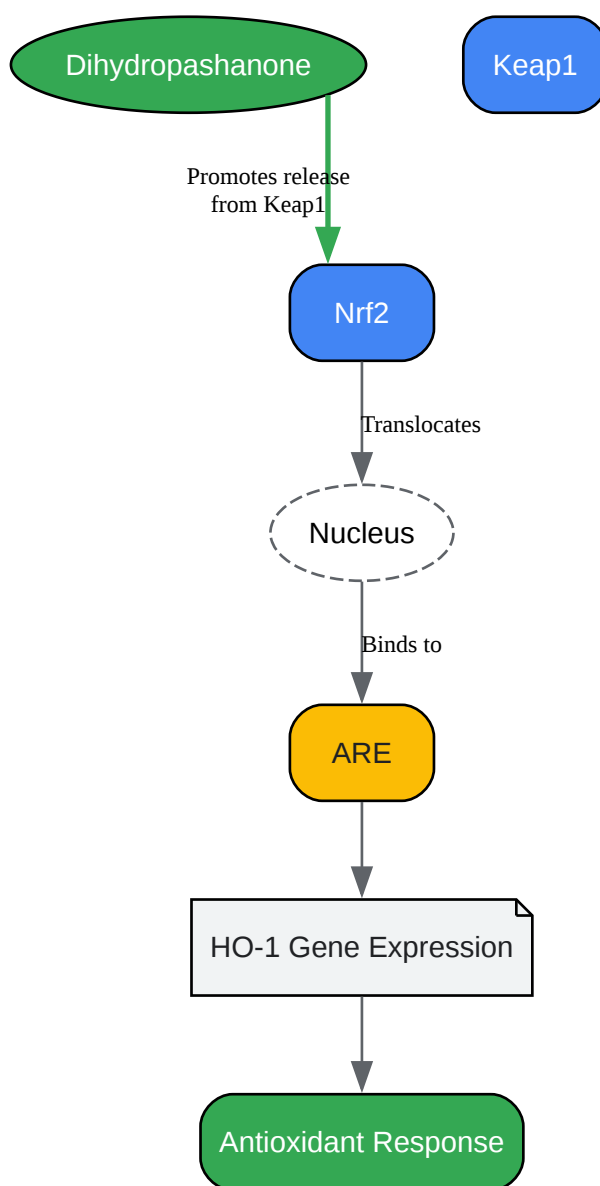 Dihydropashanone
Keap1
Promotes release
from Keap1
Nrf2
Translocates
Nucleus
Binds to
ARE
HO-1 Gene Expression
Antioxidant Response